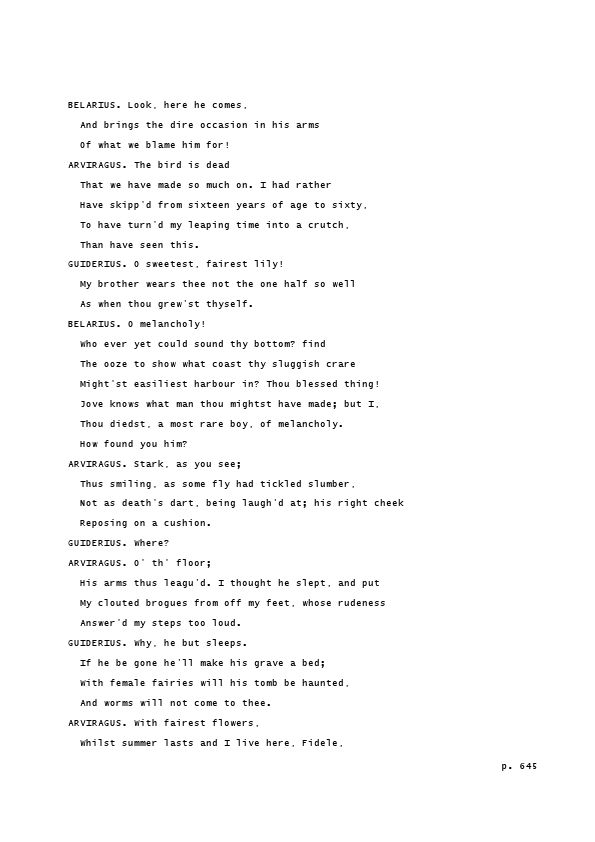 BELARIUS. Look, here he comes,
And brings the dire occasion in his arms
Of what we blame him for!
ARVIRAGUS. The bird is dead
That we have made so much on. I had rather
Have skipp'd from sixteen years of age to sixty,
To have turn'd my leaping time into a crutch,
Than have seen this.
GUIDERIUS. O sweetest, fairest lily!
My brother wears thee not the one half so well
As when thou grew'st thyself.
BELARIUS. O melancholy!
Who ever yet could sound thy bottom? find
The ooze to show what coast thy sluggish crare
Might'st easiliest harbour in? Thou blessed thing!
Jove knows what man thou mightst have made; but I,
Thou diedst, a most rare boy, of melancholy.
How found you him?
ARVIRAGUS. Stark, as you see;
Thus smiling, as some fly had tickled slumber,
Not as death's dart, being laugh'd at; his right cheek
Reposing on a cushion.
GUIDERIUS. Where?
ARVIRAGUS. O' th' floor;
His arms thus leagu'd. I thought he slept, and put
My clouted brogues from off my feet, whose rudeness
Answer'd my steps too loud.
GUIDERIUS. Why, he but sleeps.
If he be gone he'll make his grave a bed;
With female fairies will his tomb be haunted,
And worms will not come to thee.
ARVIRAGUS. With fairest flowers,
Whilst summer lasts and I live here, Fidele,
p. 645